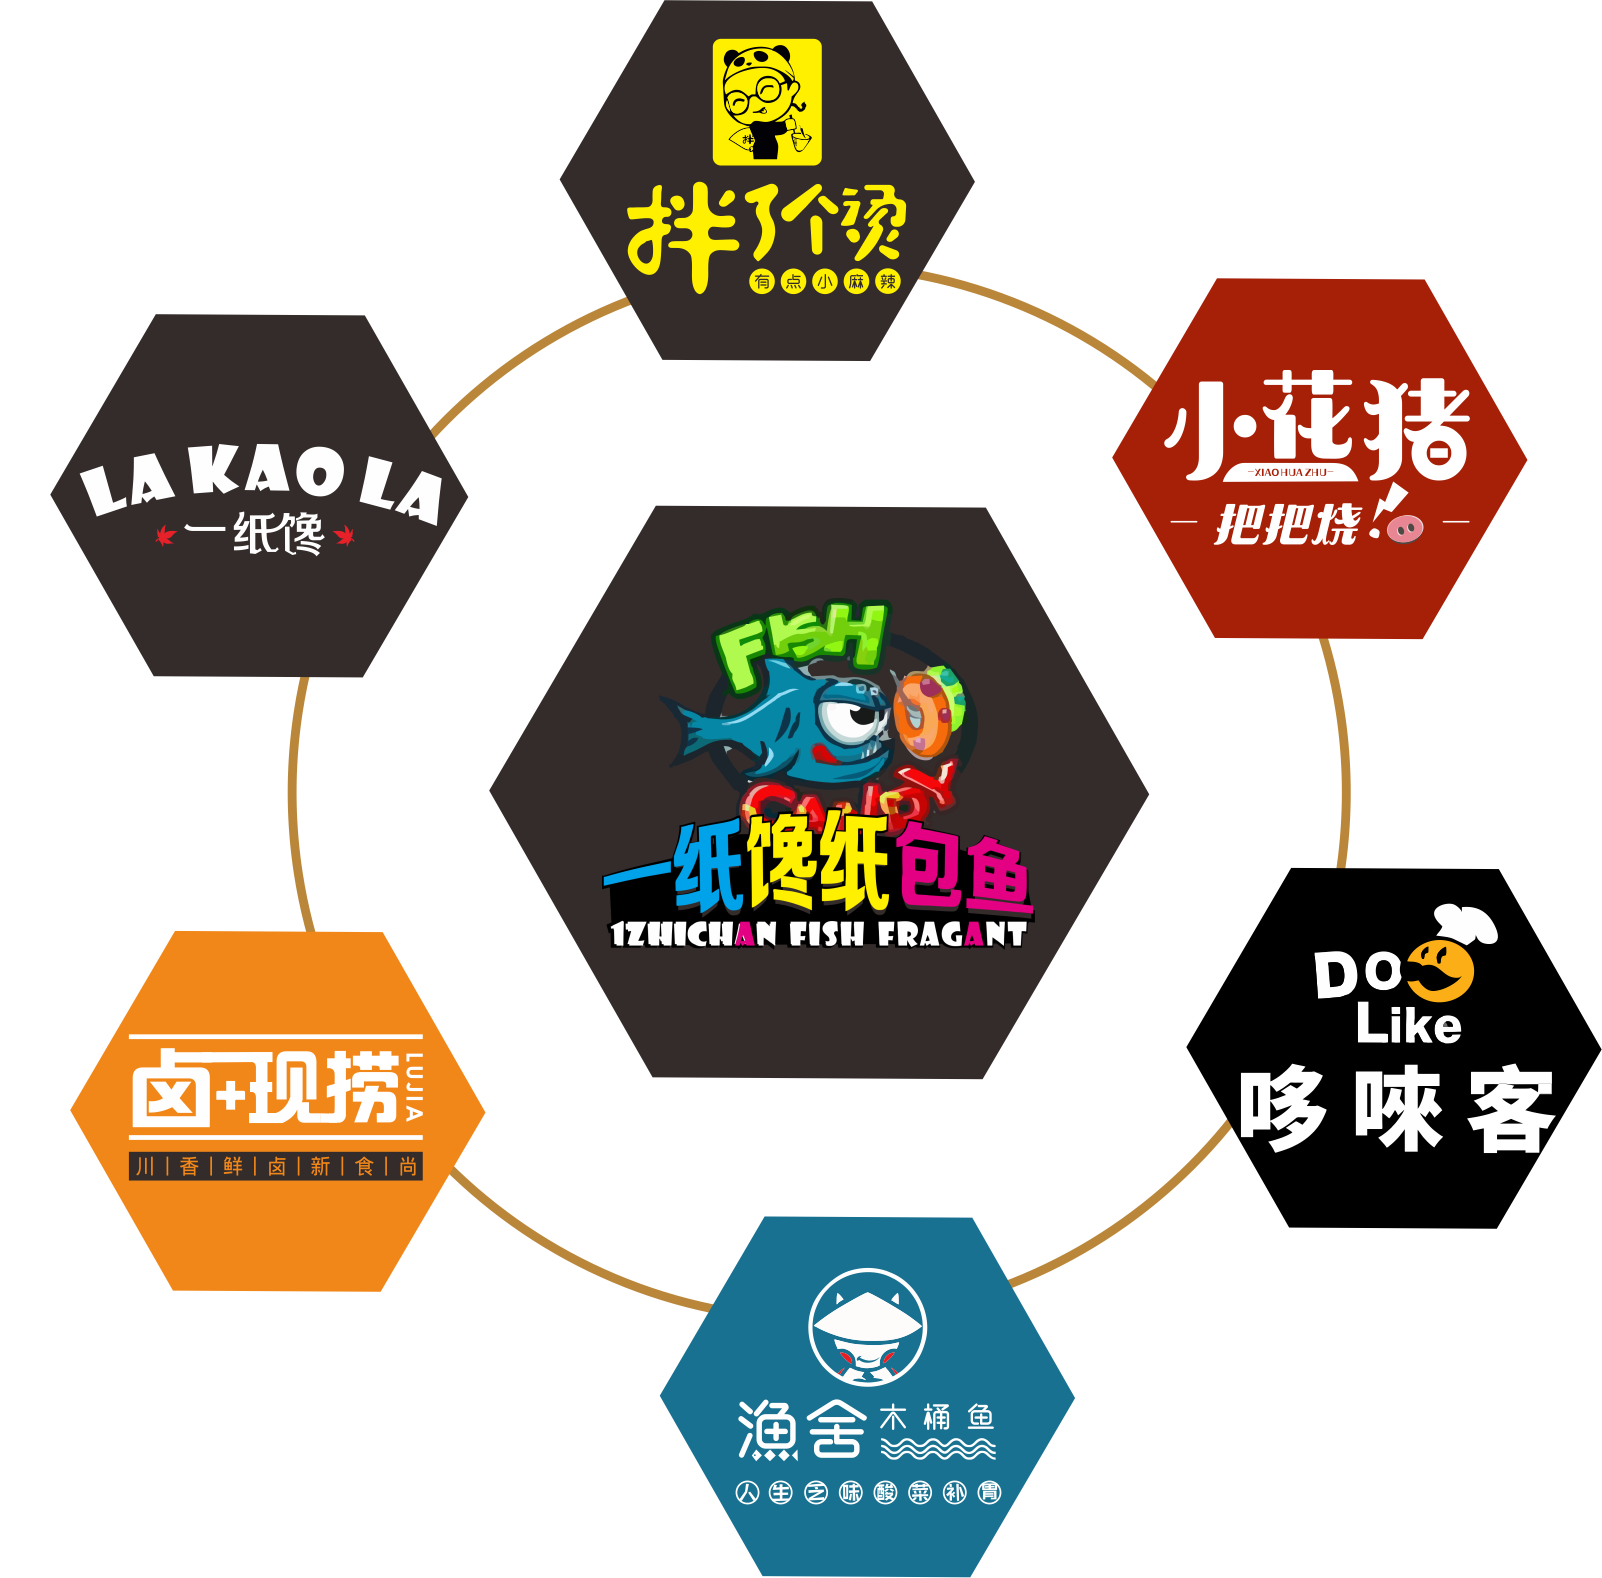 拌
拌了个烫
有点小麻辣
小花猪
XIAO HUA ZHU
把把烧!
LA KAO LA
一纸馋
FISH
CANDY
一纸馋纸包鱼
1ZHICHAN FISH FRAGANT
DO
Like
哆唻客
卤+现捞
LUJIA
川|香|鲜|卤|新|食|尚
渔舍 木桶鱼
人生乏味酸菜补胃